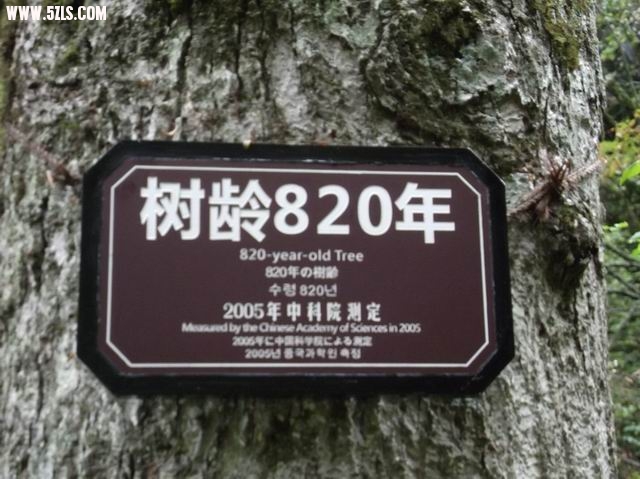 WWW.5ZLS.COM
树龄820年
820-year-old Tree
820年の樹齢
수령 820년
2005年中科院测定
Measured by the Chinese Academy of Sciences in 2005
2005年に中国科学院による測定
2005년 중국과학인 측정